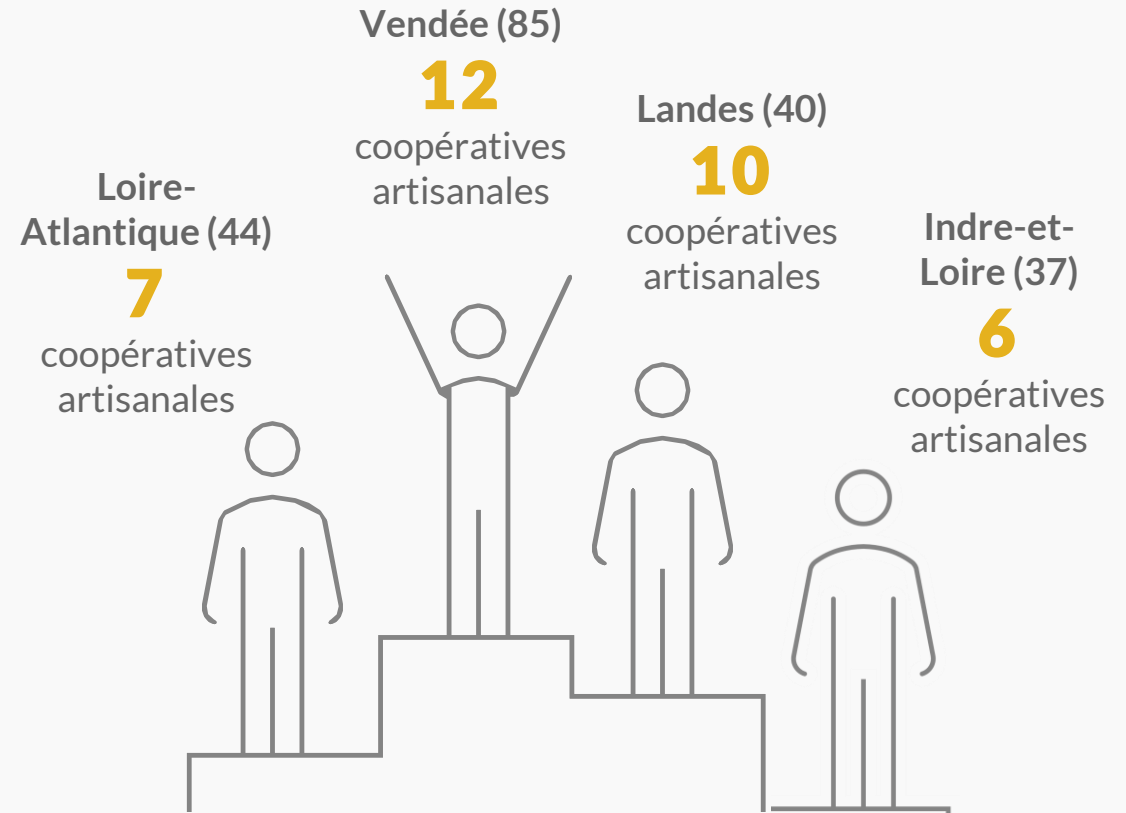 Vendée (85)
12
coopératives
artisanales
Landes (40)
10
coopératives
artisanales
Loire-
Atlantique (44)
7
coopératives
artisanales
Indre-et-
Loire (37)
6
coopératives
artisanales